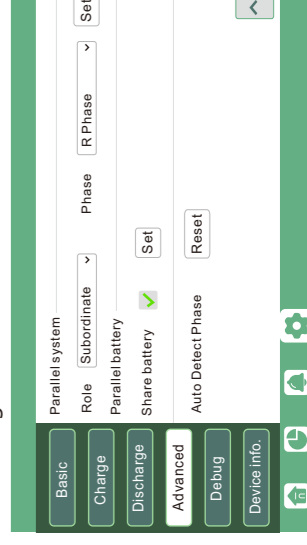 Basic
Charge
Discharge
Advanced
Debug
Device info.
Parallel system
Role Subordinate Phase R Phase Set
Parallel battery
Share battery Set
Auto Detect Phase Reset